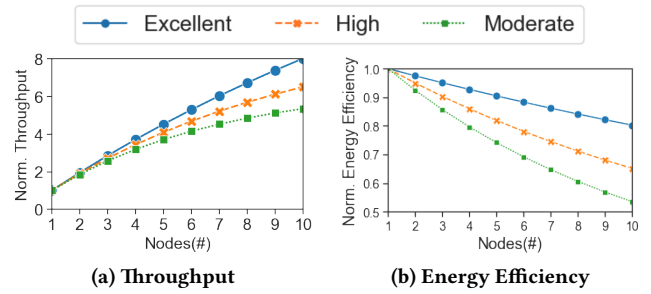 Excellent High Moderate
Norm. Throughput
8
6
4
2
0
1 2 3 4 5 6 7 8 9 10
Nodes(#)
(a) Throughput
Norm. Energy Efficiency
1.0
0.9
0.8
0.7
0.6
0.5
1 2 3 4 5 6 7 8 9 10
Nodes(#)
(b) Energy Efficiency